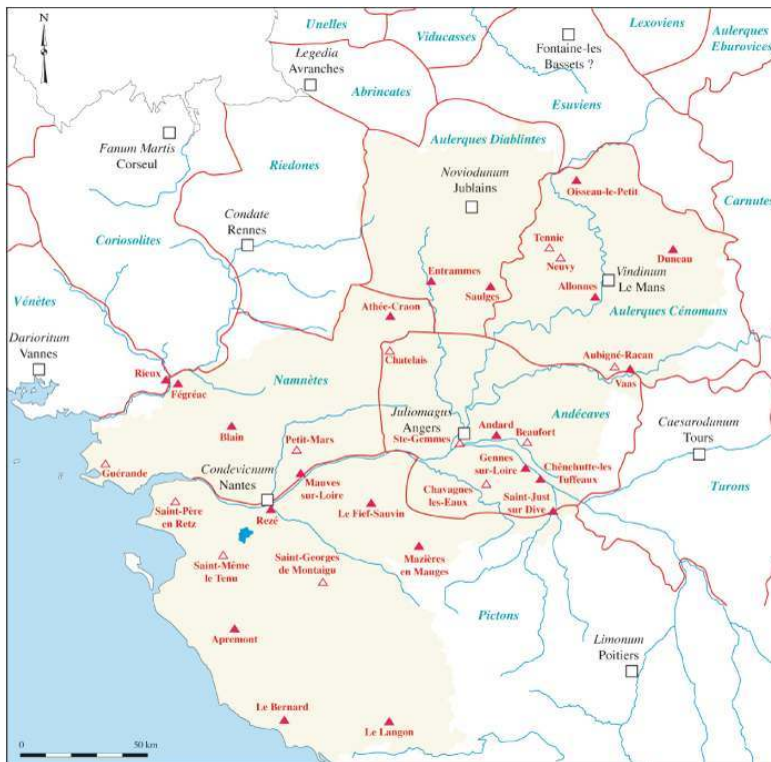 N
Unelles
Viducasses
Lexoviens
Aulerques
Eburovices
Legedia
Avranches
Fontaine-les
Bassets ?
Abrincates
Esuviens
Fanum Martis
Corseul
Riedones
Aulerques Diablintes
Noviodunum
Jublains
Oisseau-le-Petit
Carnutes
Condate
Rennes
Coriosolites
Tennie
Neuvy
Duneau
Entrammes
Saulges
Vindinum
Le Mans
Allonnes
Vénètes
Athée-Craon
Aulerques Cénomans
Darioritum
Vannes
Chatelais
Aubigné-Racan
Vaas
Rieux
Fégréac
Namnètes
Andécaves
Juliomagus
Angers
Caesarodunum
Tours
Blain
Petit-Mars
Ste-Gemmes
Andard
Beaufort
Guérande
Condevicnum
Nantes
Mauves
sur-Loire
Gennes
sur-Loire
Chênehutte-les
Tuffeaux
Turons
Saint-Père
en Retz
Rezé
Le Fief-Sauvin
Chavagnes
les-Eaux
Saint-Just
sur Dive
Saint-Même
le Tenu
Saint-Georges
de Montaigu
Mazières
en Mauges
Pictons
Apremont
Limonum
Poitiers
Le Bernard
Le Langon
0
50 km